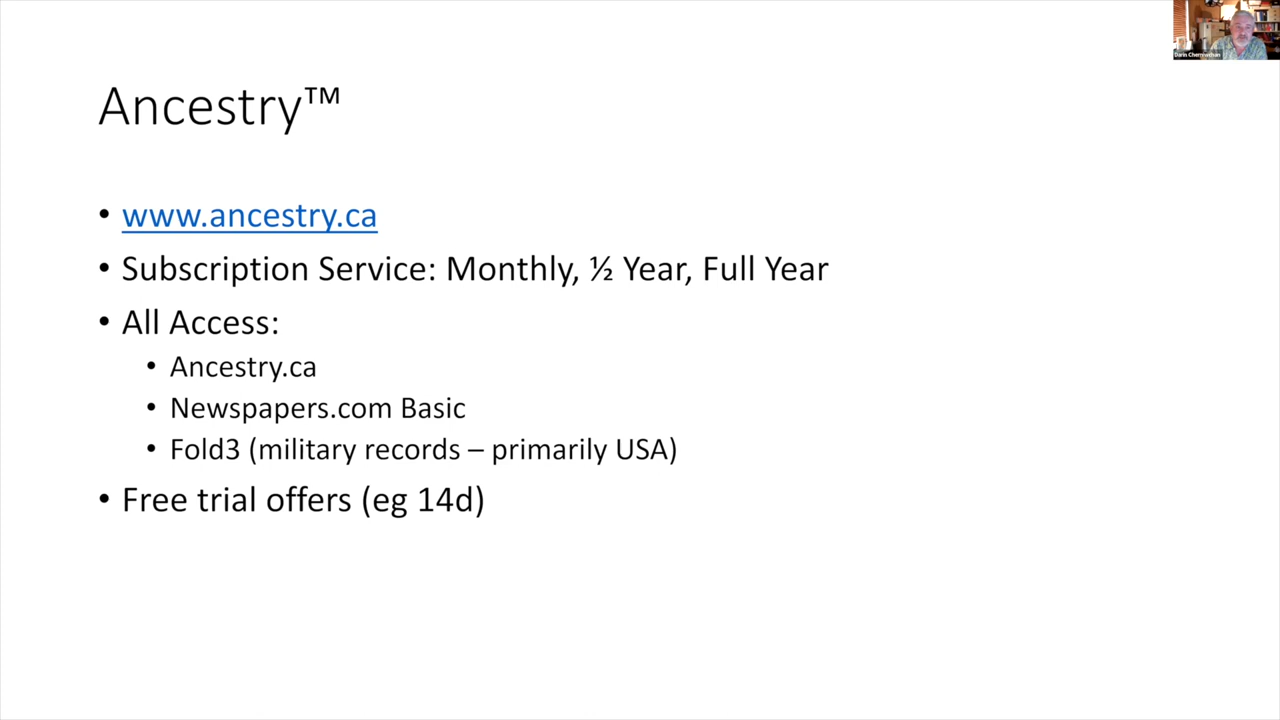 Ancestry™
• www.ancestry.ca
• Subscription Service: Monthly, ½ Year, Full Year
• All Access:
• Ancestry.ca
• Newspapers.com Basic
• Fold3 (military records – primarily USA)
• Free trial offers (eg 14d)
Darin